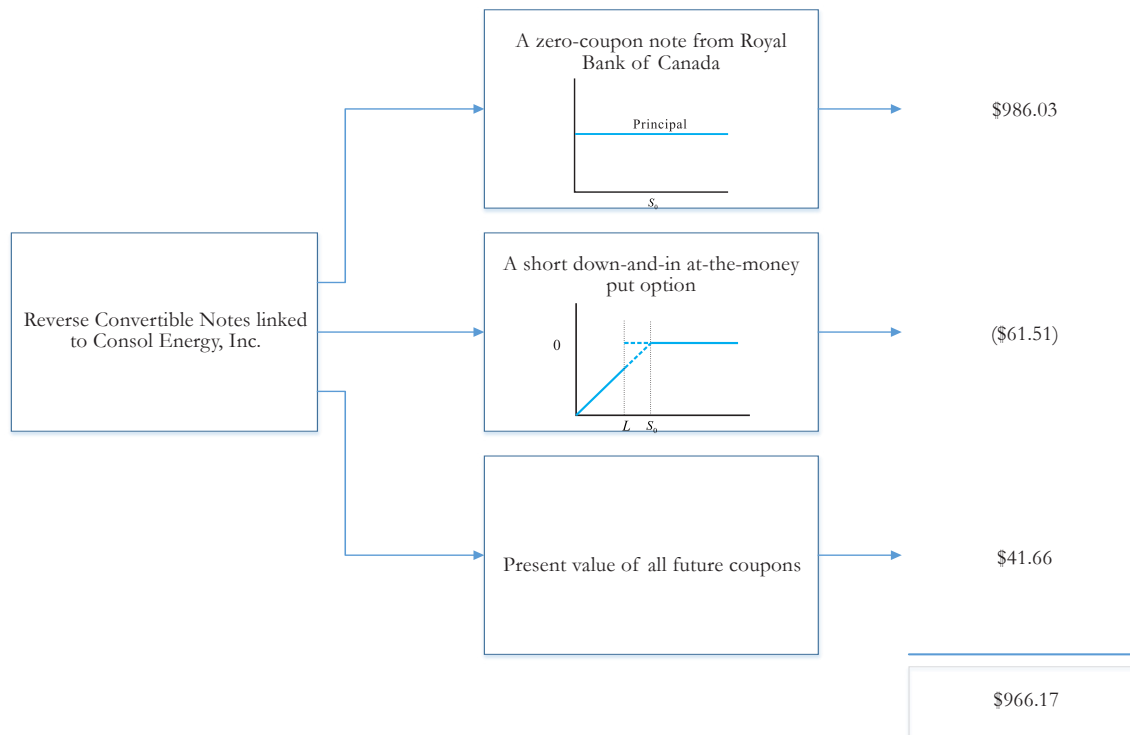 A zero-coupon note from Royal
Bank of Canada
Principal
S₀
$986.03
Reverse Convertible Notes linked
to Consol Energy, Inc.
A short down-and-in at-the-money
put option
0
L S₀
($61.51)
Present value of all future coupons
$41.66
$966.17